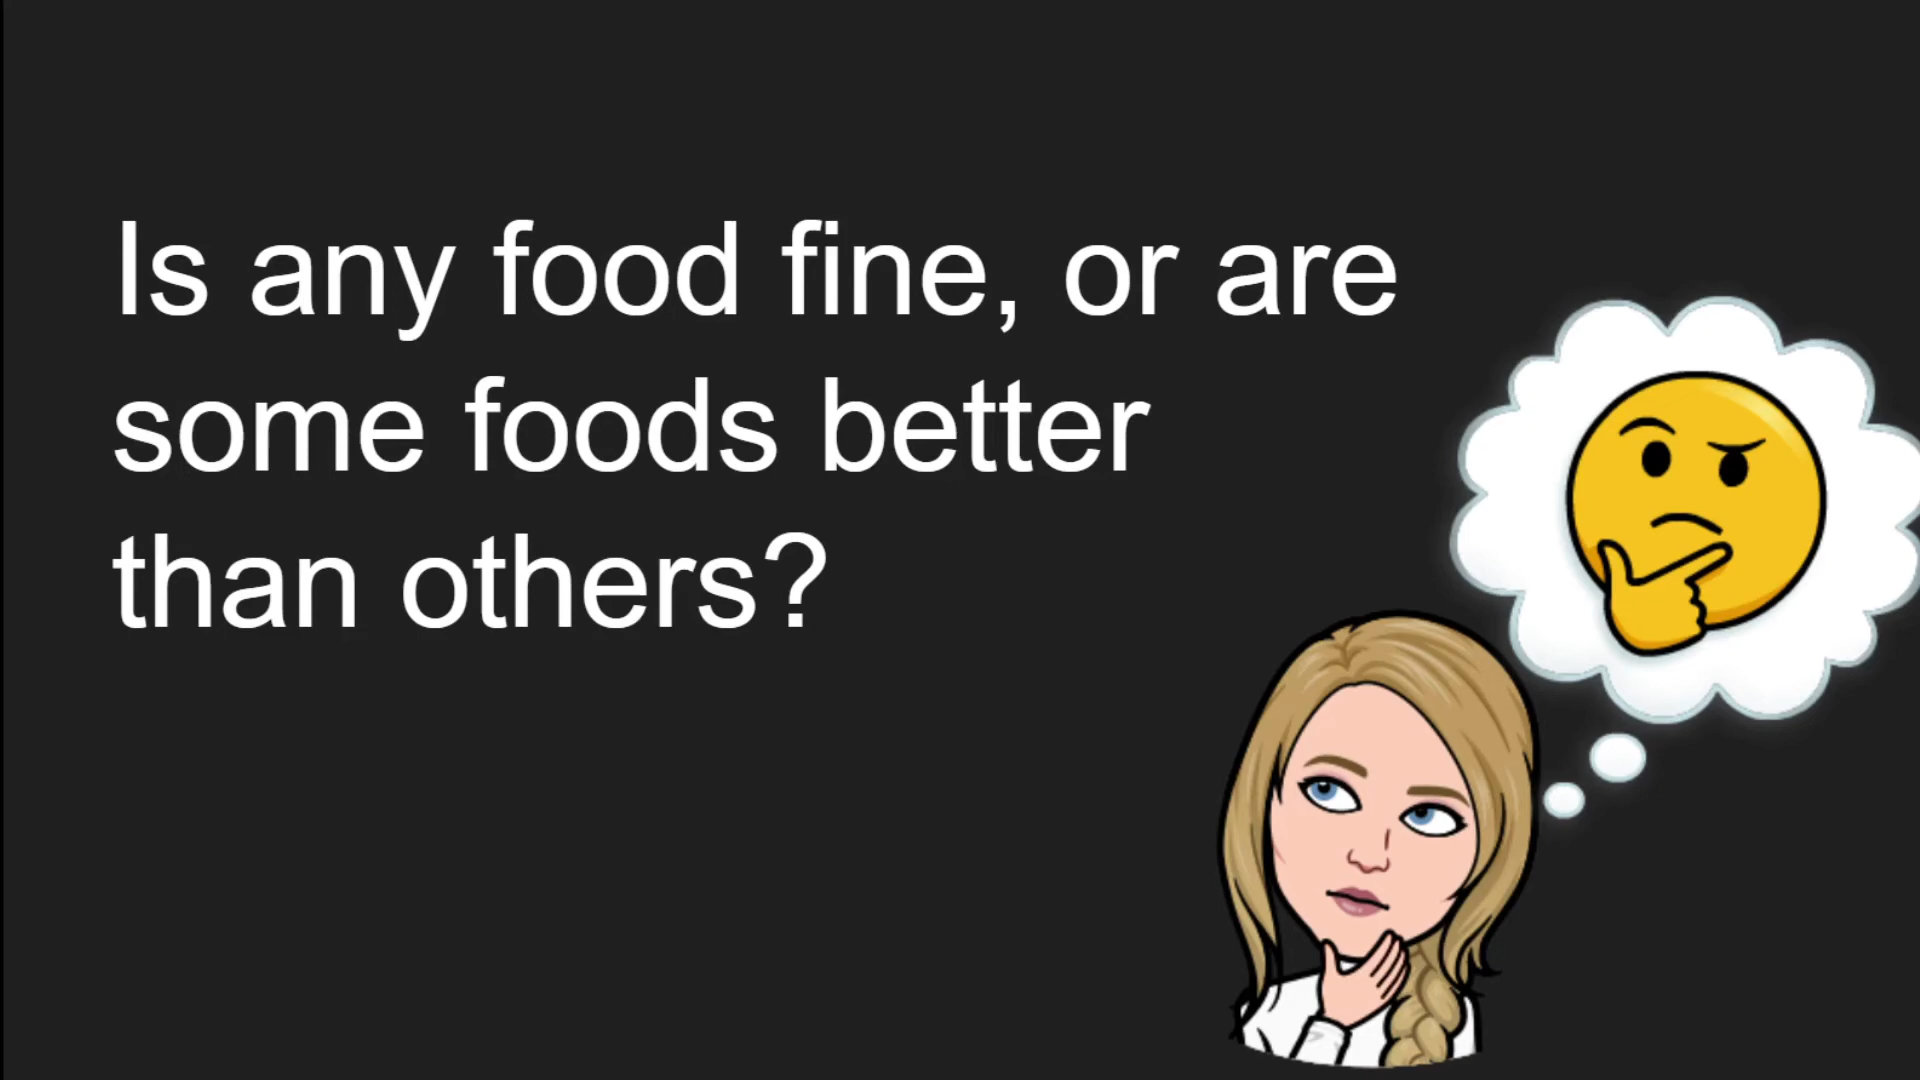 Is any food fine, or are
some foods better
than others?